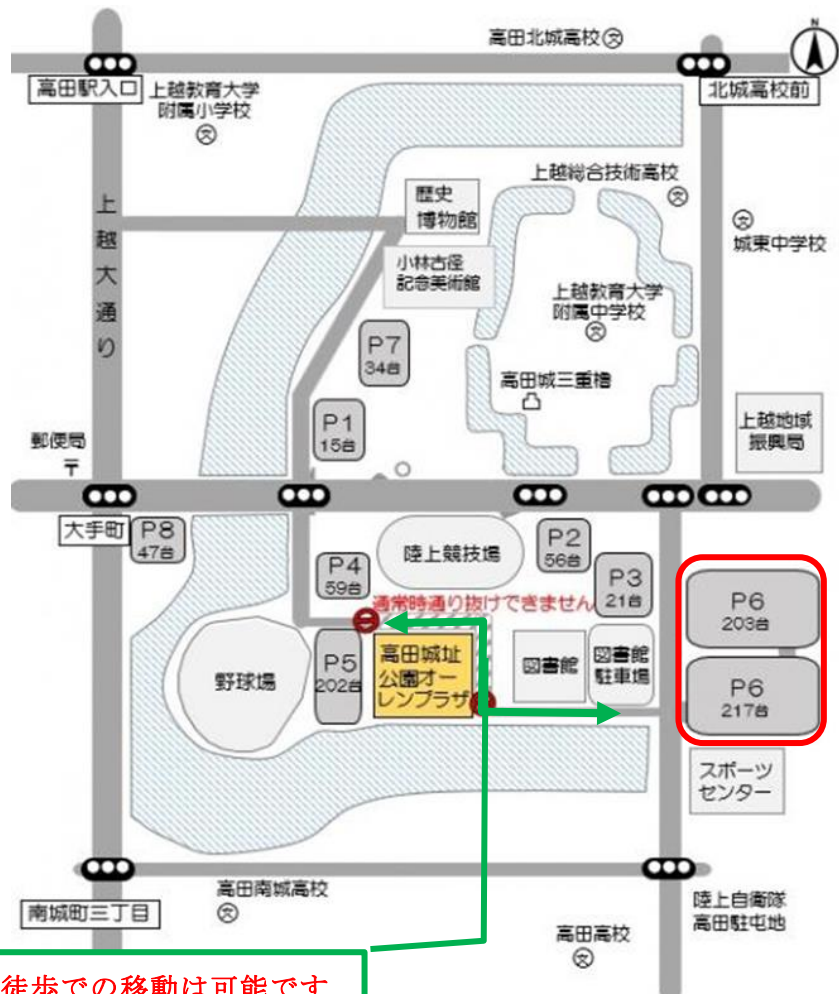 N
高田北城高校
高田駅入口
上越教育大学
附属小学校
北城高校前
上越総合技術高校
歴史
博物館
城東中学校
上越大通り
小林古径
記念美術館
上越教育大学
附属中学校
P7
34台
高田城三重櫓
P1
15台
上越地域
振興局
郵便局
〒
大手町
P8
47台
陸上競技場
P2
56台
P4
59台
P3
21台
通常時通り抜けできません
P6
203台
野球場
P5
202台
高田城址
公園オー
レンプラザ
図書館
図書館
駐車場
P6
217台
スポーツ
センター
高田南城高校
南城町三丁目
陸上自衛隊
高田駐屯地
高田高校
徒歩での移動は可能です
文
文
文
文
文
文
文